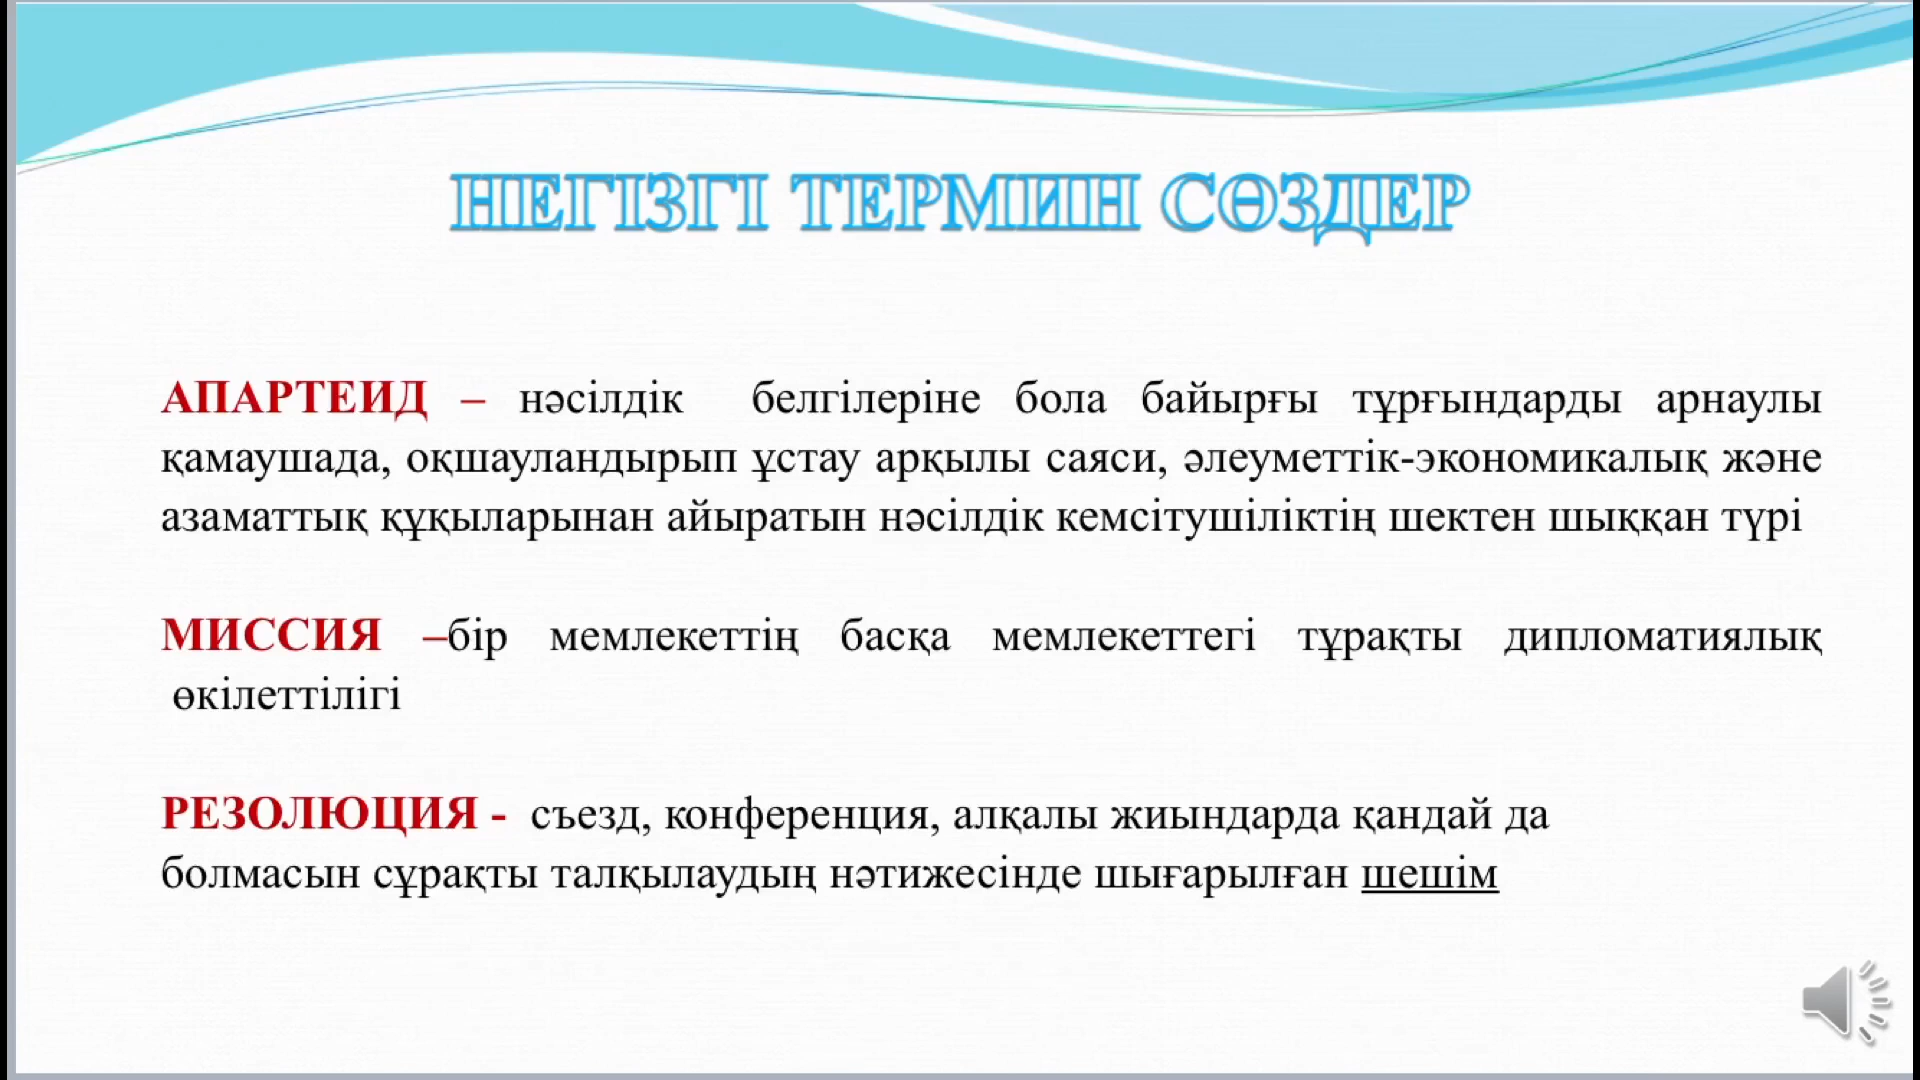 НЕГІЗГІ ТЕРМИН СӨЗДЕР
АПАРТЕИД – нәсілдік белгілеріне бола байырғы тұрғындарды арнаулы
қамаушада, оқшауландырып ұстау арқылы саяси, әлеуметтік-экономикалық және
азаматтық құқыларынан айыратын нәсілдік кемсітушіліктің шектен шыққан түрі
МИССИЯ –бір мемлекеттің басқа мемлекеттегі тұрақты дипломатиялық
өкілеттілігі
РЕЗОЛЮЦИЯ - съезд, конференция, алқалы жиындарда қандай да
болмасын сұрақты талқылаудың нәтижесінде шығарылған шешім